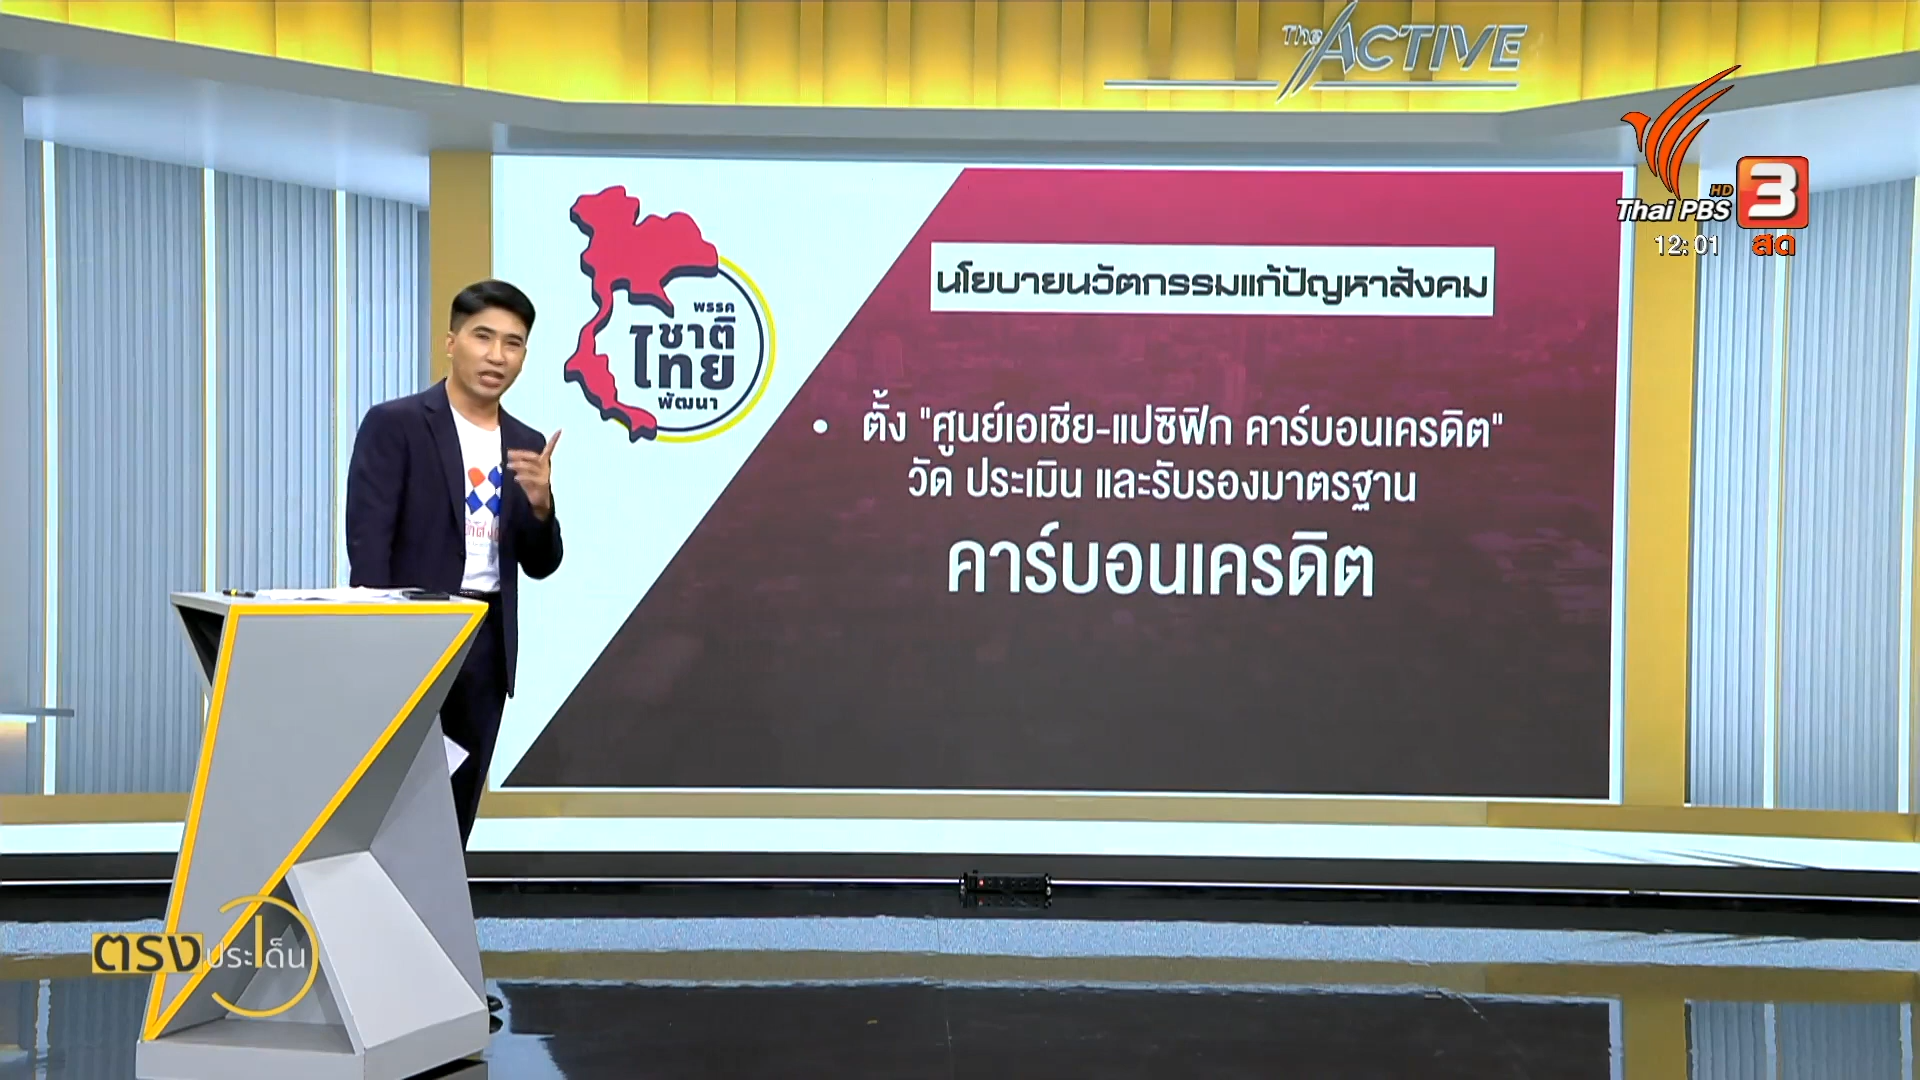 The ACTIVE
HD
Thai PBS 3
12:01 สด
พรรค
ชาติ
ไทย
พัฒนา
นโยบายนวัตกรรมแก้ปัญหาสังคม
• ตั้ง "ศูนย์เอเชีย-แปซิฟิก คาร์บอนเครดิต"
วัด ประเมิน และรับรองมาตรฐาน
คาร์บอนเครดิต
ตรงประเด็น